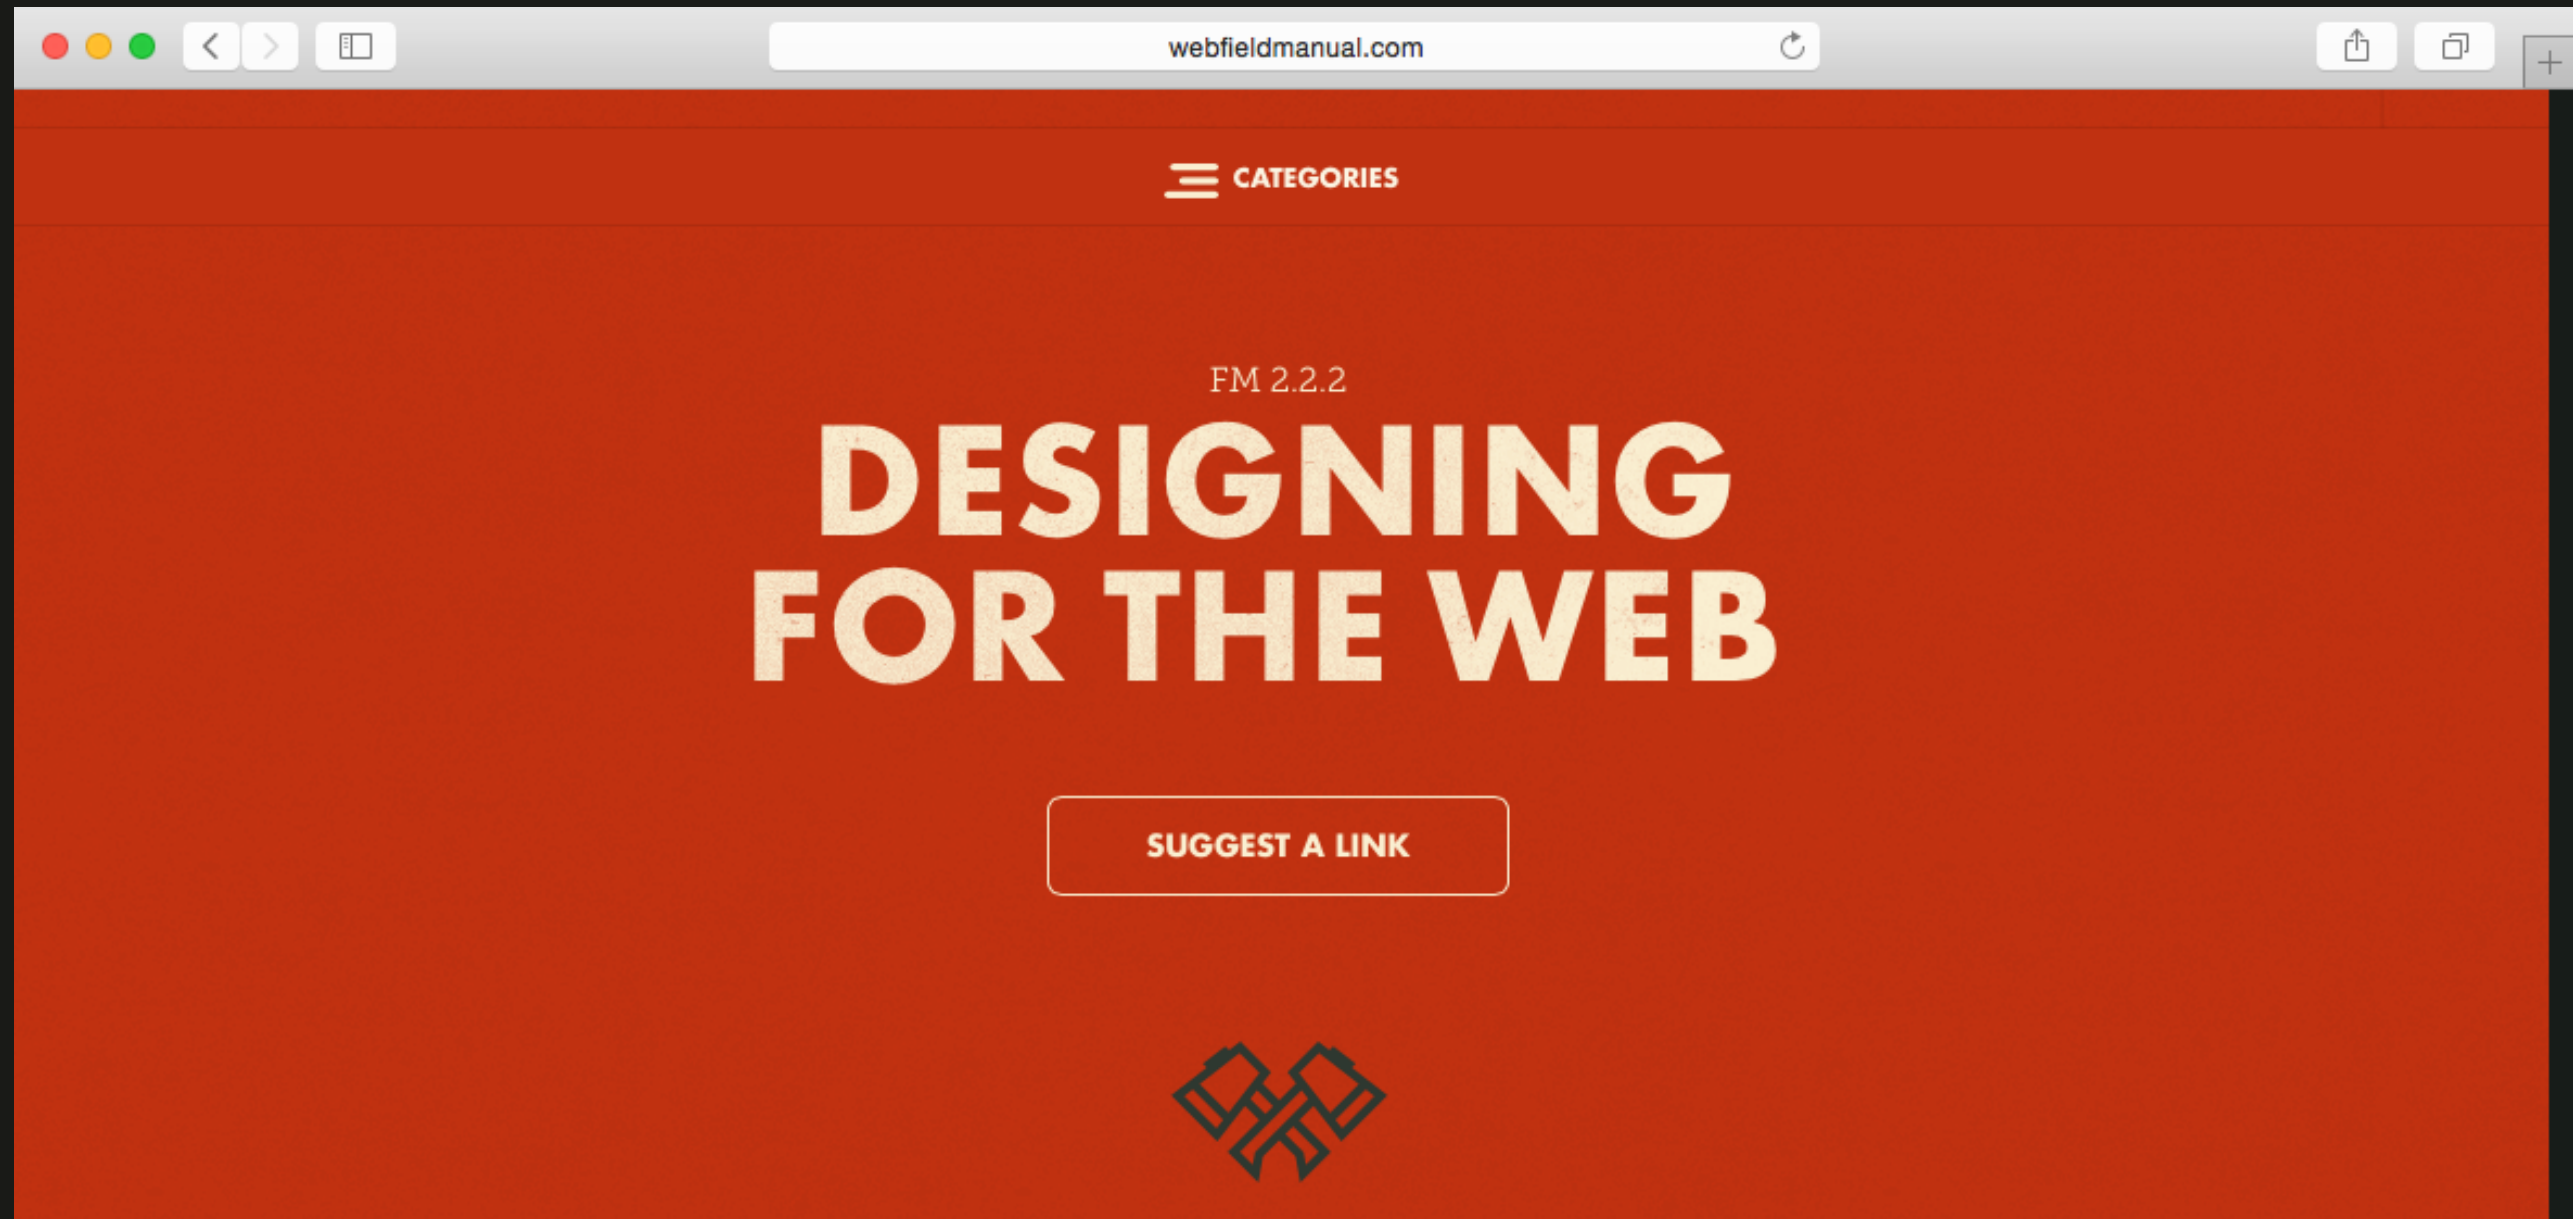 webfieldmanual.com
CATEGORIES
FM 2.2.2
DESIGNING
FOR THE WEB
SUGGEST A LINK